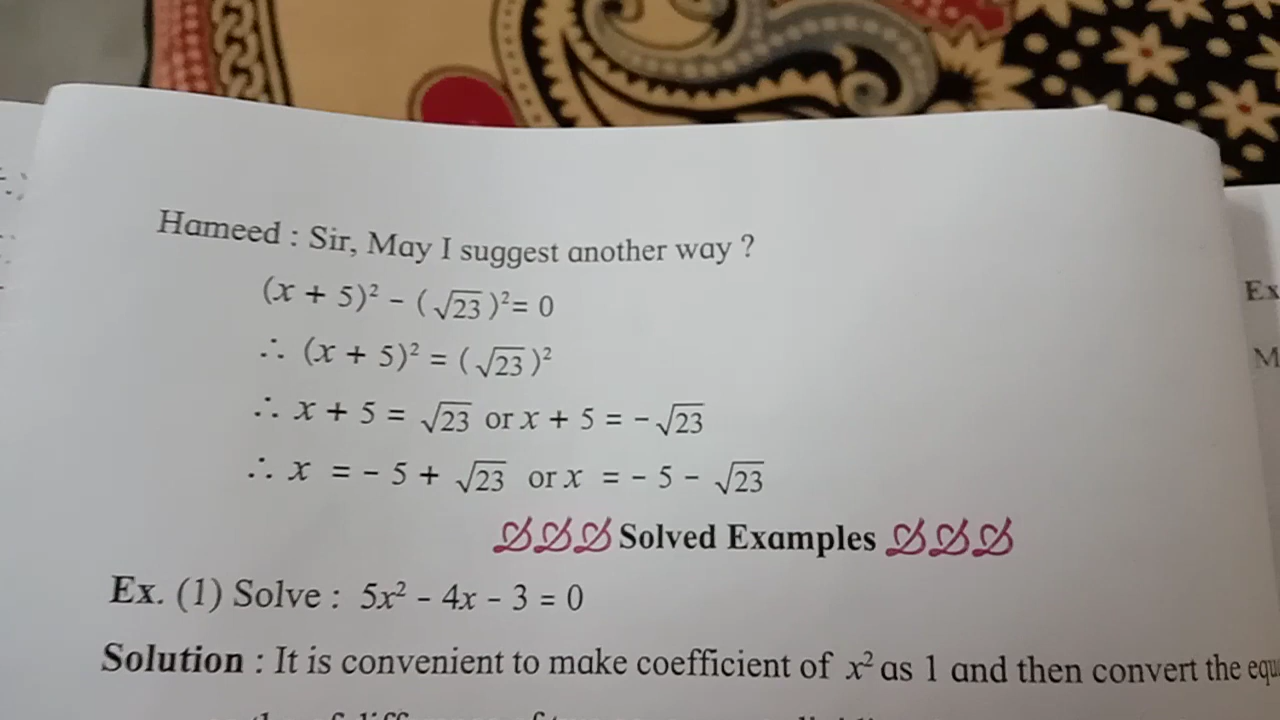 Hameed : Sir, May I suggest another way ?
(x + 5)² - (√23)² = 0
∴ (x + 5)² = (√23)²
∴ x + 5 = √23 or x + 5 = -√23
∴ x = - 5 + √23 or x = - 5 - √23
Solved Examples
Ex. (1) Solve : 5x² - 4x - 3 = 0
Ex
M
Solution : It is convenient to make coefficient of x² as 1 and then convert the